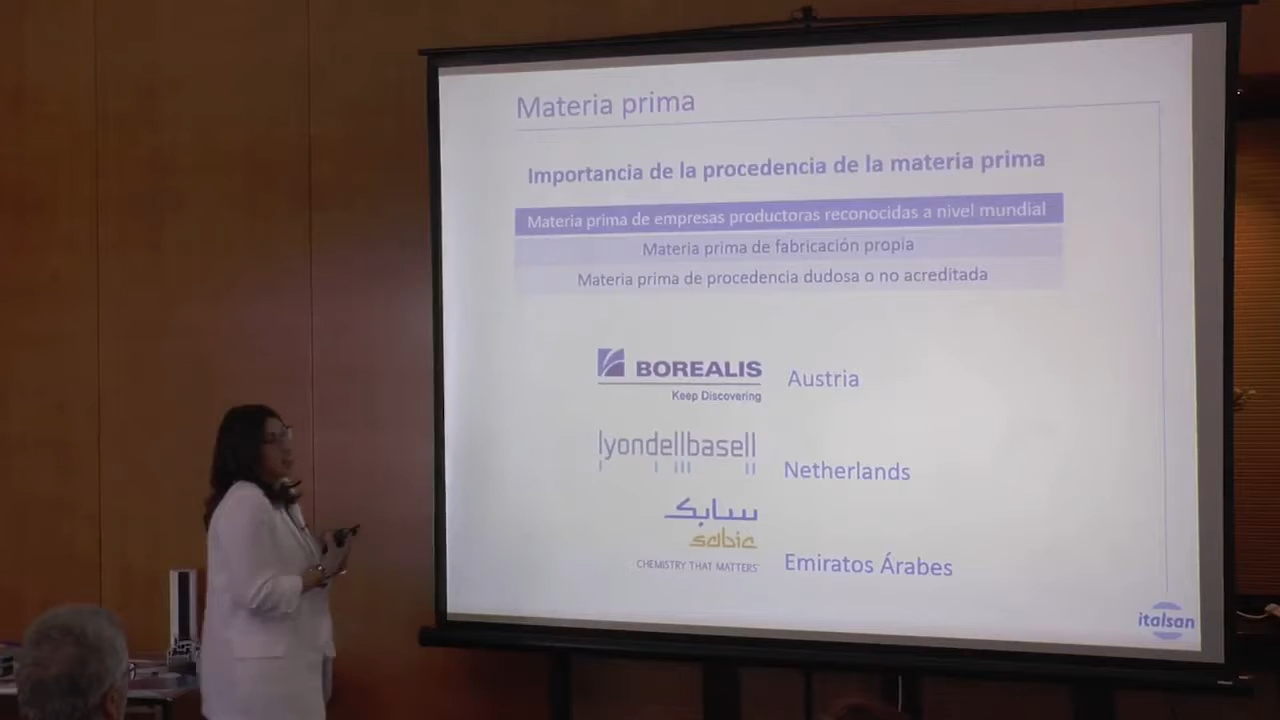 Materia prima
Importancia de la procedencia de la materia prima
Materia prima de empresas productoras reconocidas a nivel mundial
Materia prima de fabricación propia
Materia prima de procedencia dudosa o no acreditada
BOREALIS
Keep Discovering
Austria
lyondellbasell
Netherlands
سابك
sabic
CHEMISTRY THAT MATTERS™
Emiratos Árabes
italsan